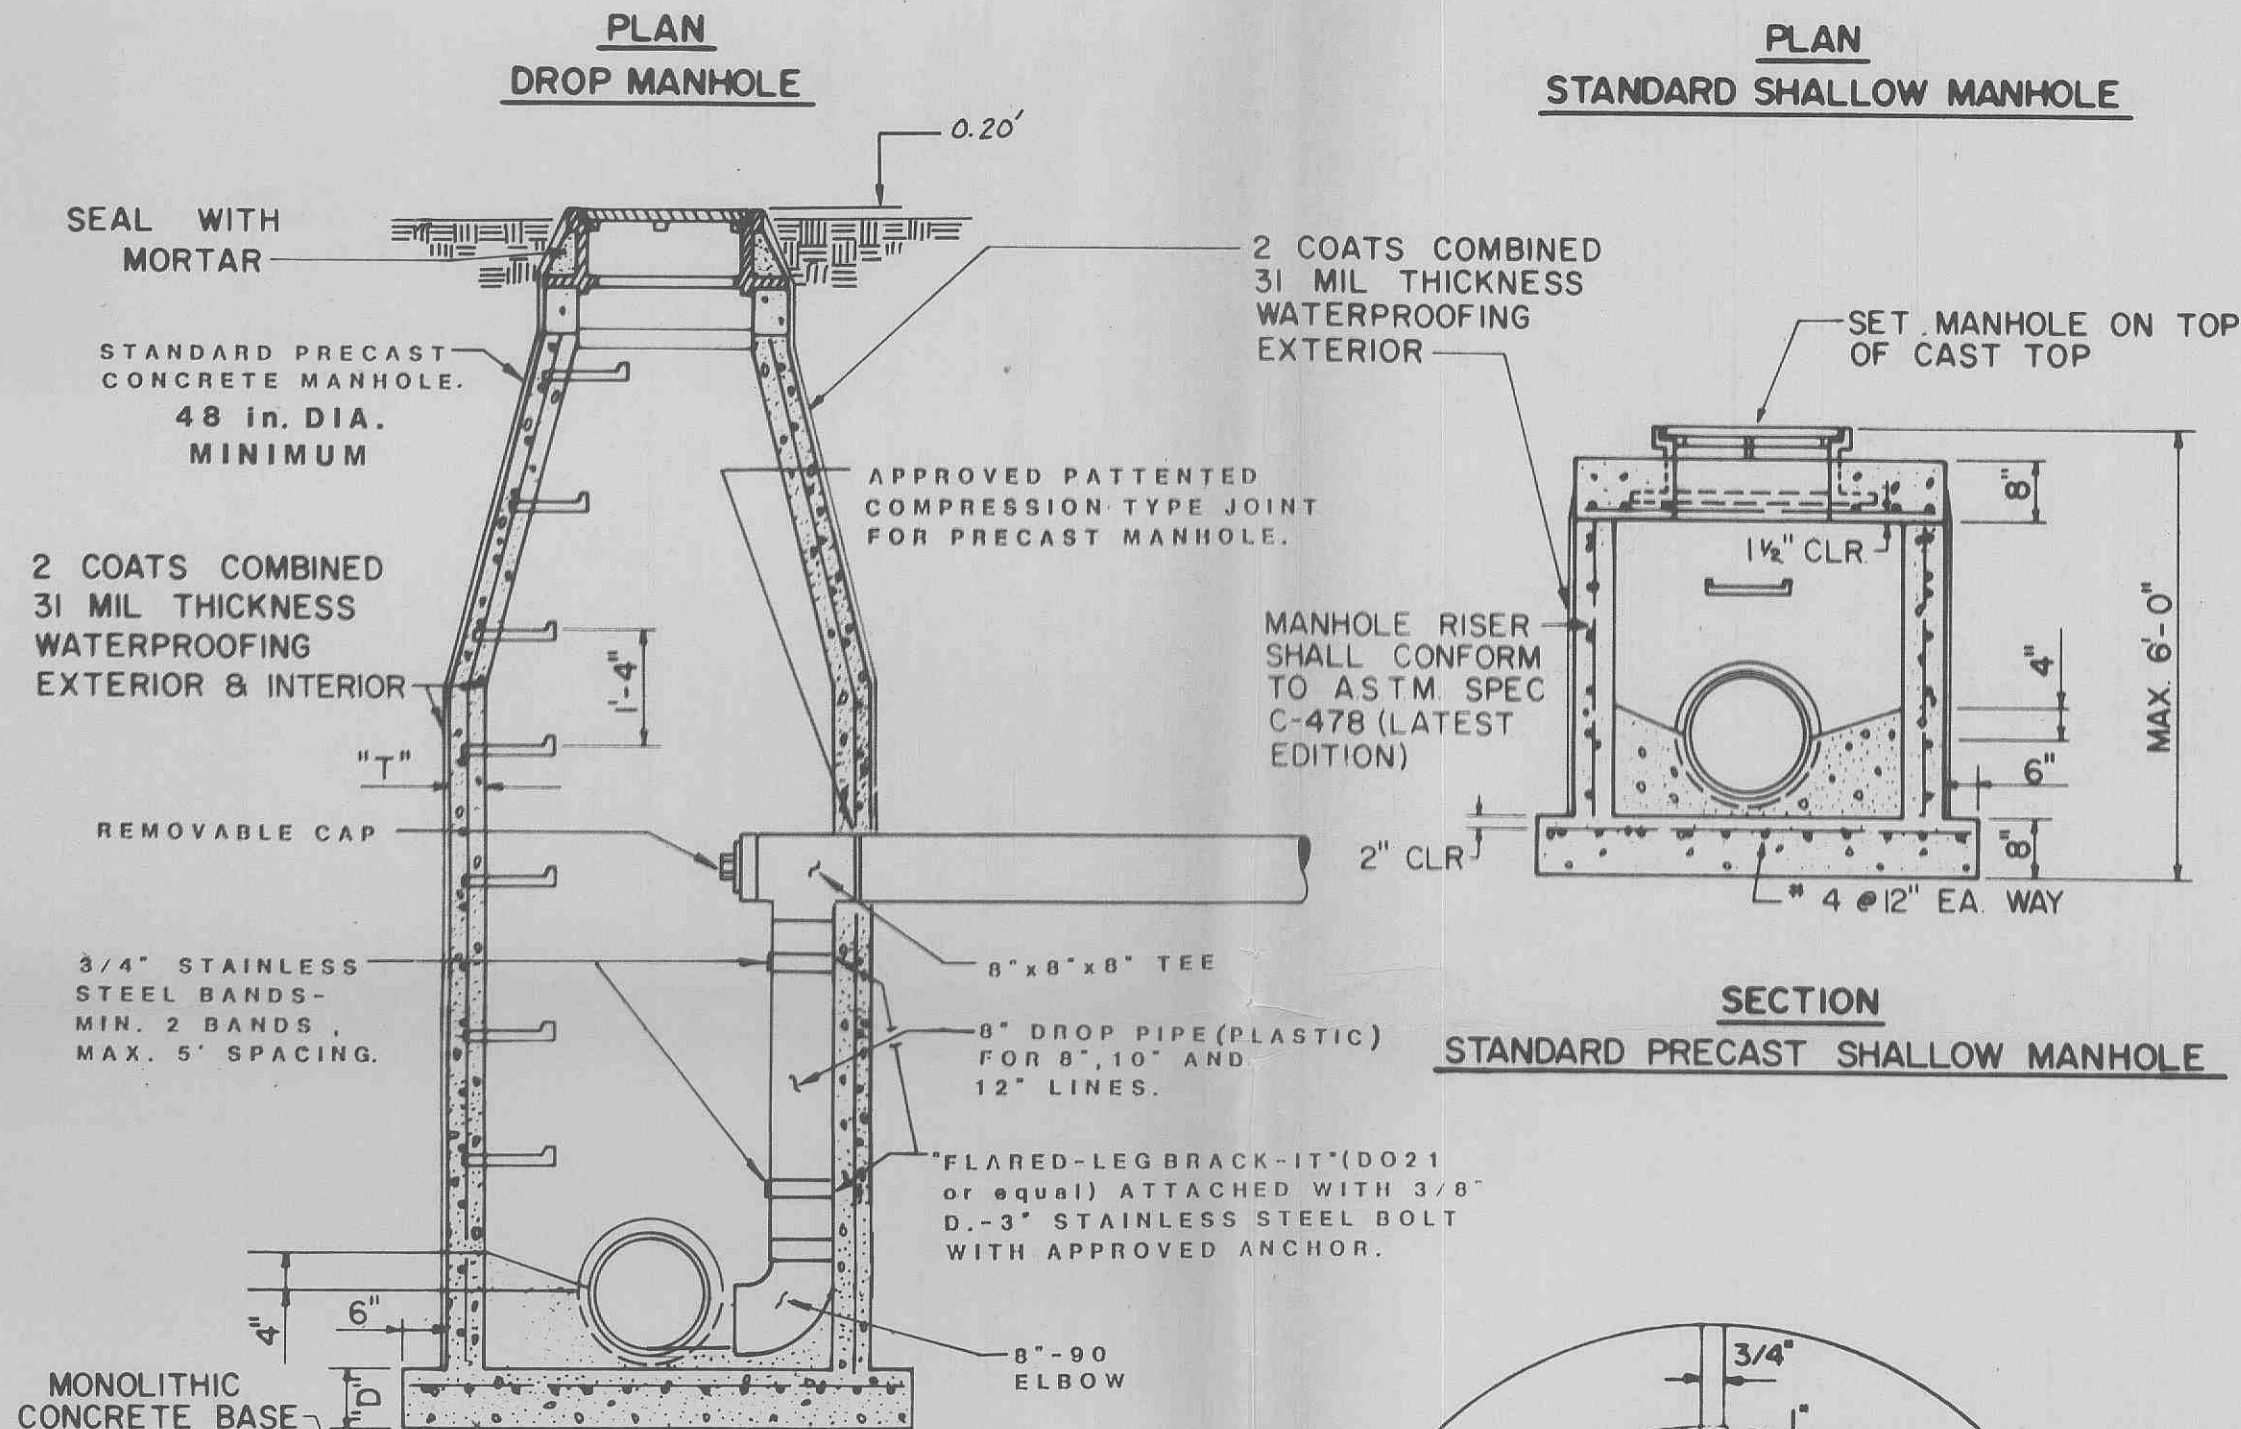 PLAN
DROP MANHOLE
PLAN
STANDARD SHALLOW MANHOLE
0.20'
SEAL WITH
MORTAR
STANDARD PRECAST
CONCRETE MANHOLE.
48 in. DIA.
MINIMUM
2 COATS COMBINED
31 MIL THICKNESS
WATERPROOFING
EXTERIOR & INTERIOR
"T"
1'-4"
REMOVABLE CAP
3/4" STAINLESS
STEEL BANDS-
MIN. 2 BANDS,
MAX. 5' SPACING.
4"
6"
MONOLITHIC
CONCRETE BASE
"D"
APPROVED PATTENTED
COMPRESSION TYPE JOINT
FOR PRECAST MANHOLE.
8"x8"x8" TEE
8" DROP PIPE (PLASTIC)
FOR 8", 10" AND
12" LINES.
"FLARED-LEG BRACK-IT" (DO21
or equal) ATTACHED WITH 3/8"
D.-3" STAINLESS STEEL BOLT
WITH APPROVED ANCHOR.
8"-90
ELBOW
2 COATS COMBINED
31 MIL THICKNESS
WATERPROOFING
EXTERIOR
SET MANHOLE ON TOP
OF CAST TOP
8"
1½" CLR.
MANHOLE RISER
SHALL CONFORM
TO ASTM. SPEC
C-478 (LATEST
EDITION)
4"
MAX. 6'-0"
6"
2" CLR
8"
# 4 @ 12" EA. WAY
SECTION
STANDARD PRECAST SHALLOW MANHOLE
3/4"
1"